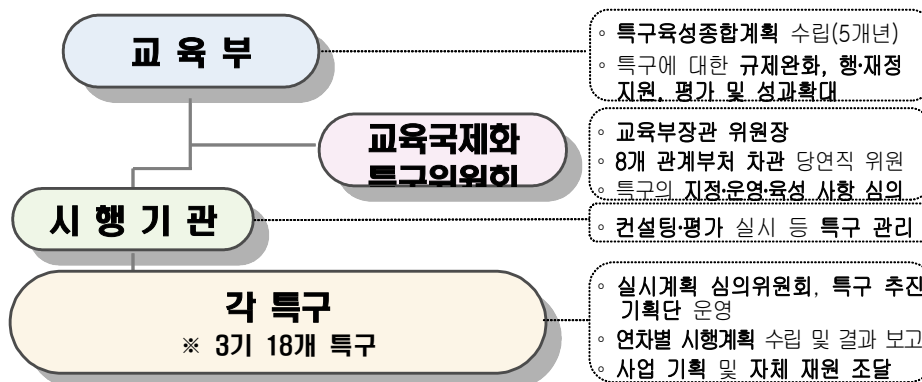 교 육 부
◦ 특구육성종합계획 수립(5개년)
◦ 특구에 대한 규제완화, 행·재정
지원, 평가 및 성과확대
교육국제화
특구위원회
◦ 교육부장관 위원장
◦ 8개 관계부처 차관 당연직 위원
◦ 특구의 지정·운영·육성 사항 심의
시 행 기 관
◦ 컨설팅·평가 실시 등 특구 관리
각 특구
※ 3기 18개 특구
◦ 실시계획 심의위원회, 특구 추진
기획단 운영
◦ 연차별 시행계획 수립 및 결과 보고
◦ 사업 기획 및 자체 재원 조달